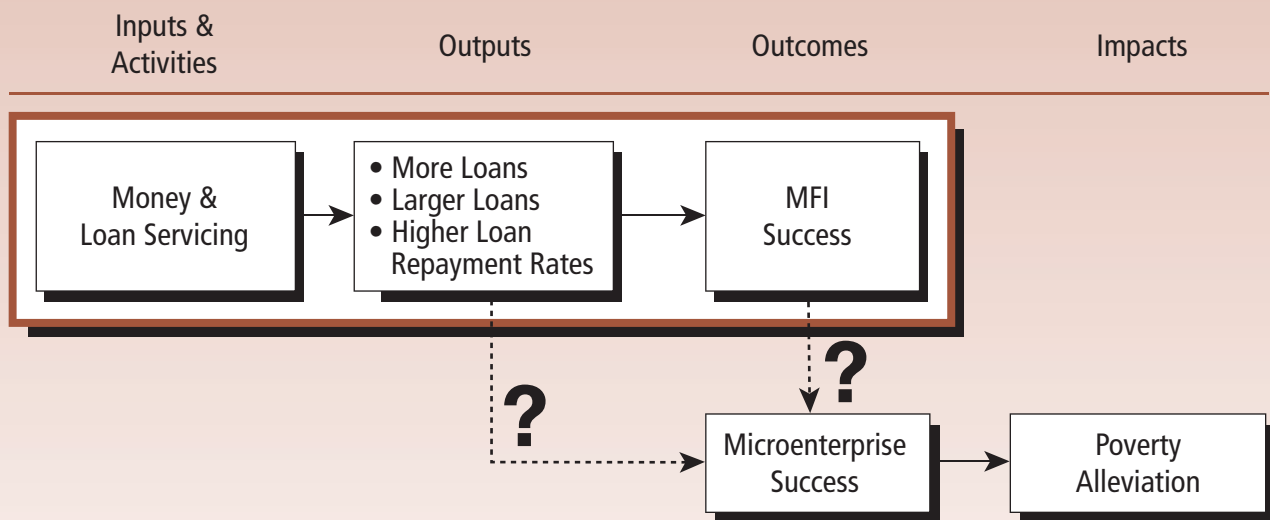 Inputs &
Activities
Outputs
Outcomes
Impacts
Money &
Loan Servicing
• More Loans
• Larger Loans
• Higher Loan
Repayment Rates
MFI
Success
?
?
Microenterprise
Success
Poverty
Alleviation